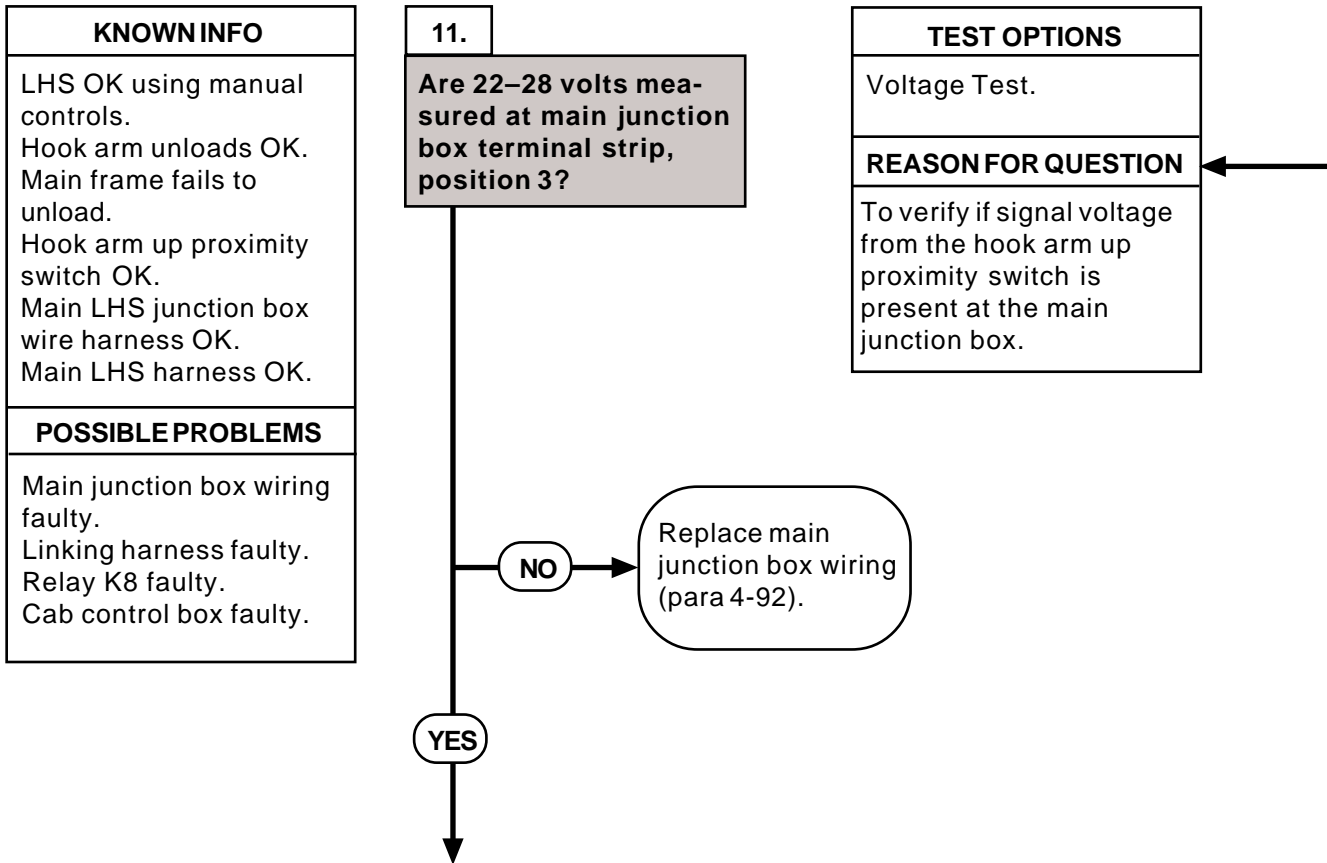 KNOWN INFO
LHS OK using manual
controls.
Hook arm unloads OK.
Main frame fails to
unload.
Hook arm up proximity
switch OK.
Main LHS junction box
wire harness OK.
Main LHS harness OK.
POSSIBLE PROBLEMS
Main junction box wiring
faulty.
Linking harness faulty.
Relay K8 faulty.
Cab control box faulty.
11.
Are 22–28 volts mea-
sured at main junction
box terminal strip,
position 3?
NO
Replace main
junction box wiring
(para 4-92).
YES
TEST OPTIONS
Voltage Test.
REASON FOR QUESTION
To verify if signal voltage
from the hook arm up
proximity switch is
present at the main
junction box.